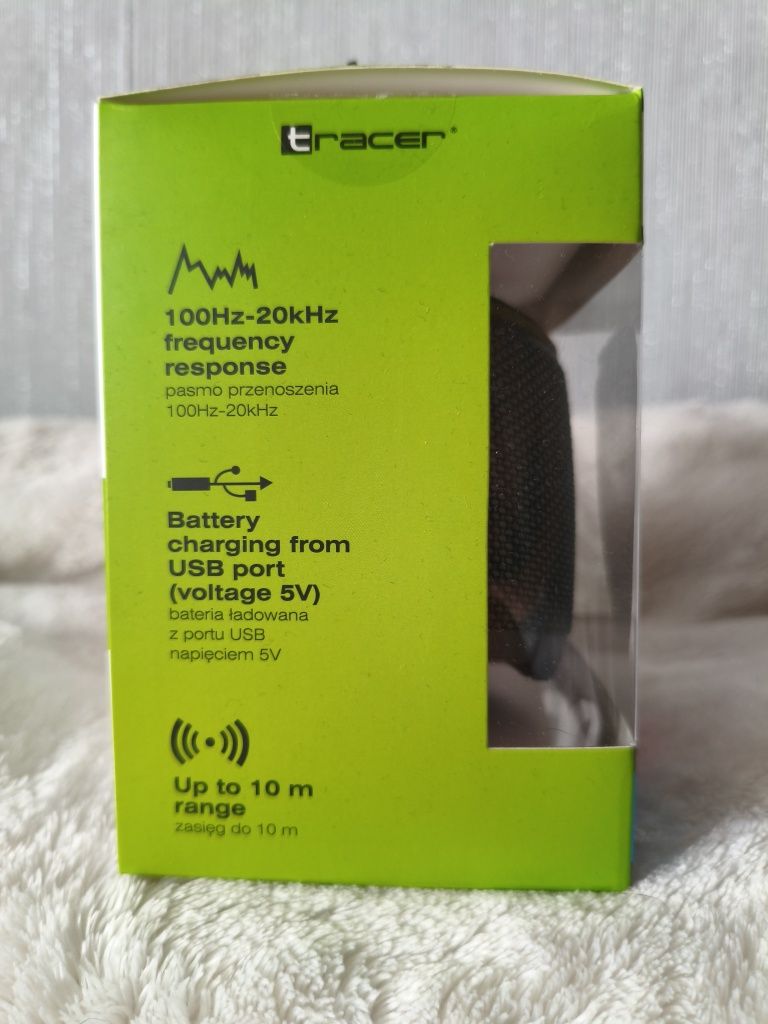 tracer®
100Hz-20kHz
frequency
response
pasmo przenoszenia
100Hz-20kHz
Battery
charging from
USB port
(voltage 5V)
bateria ładowana
z portu USB
napięciem 5V
Up to 10 m
range
zasięg do 10 m